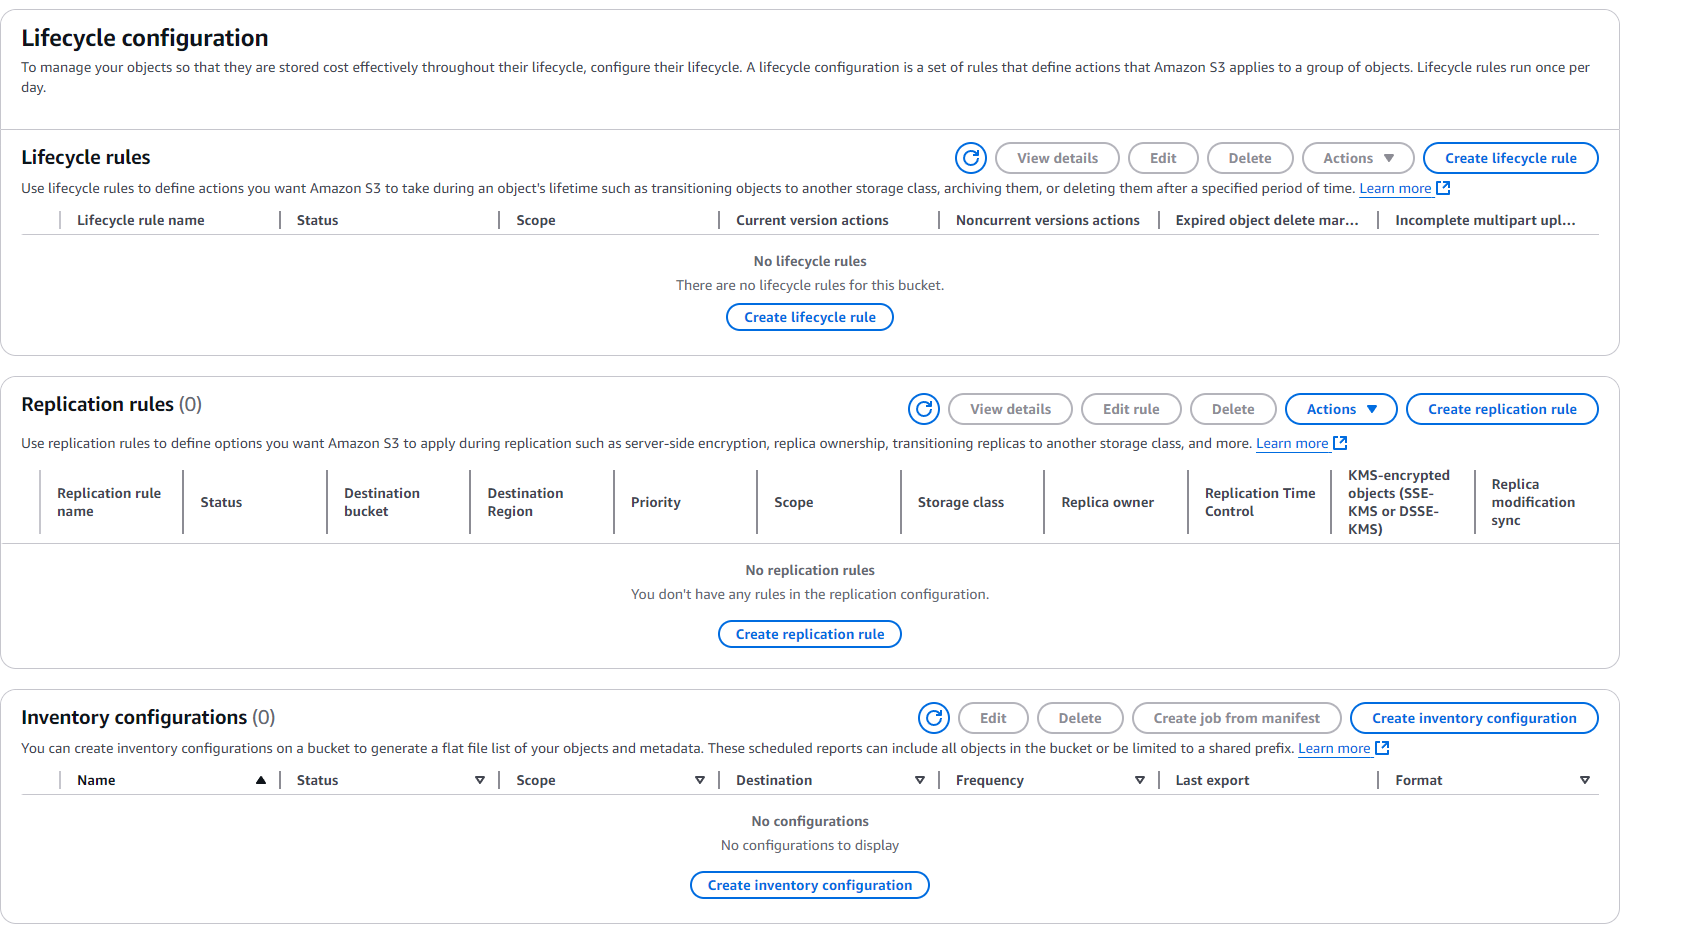 Lifecycle configuration
To manage your objects so that they are stored cost effectively throughout their lifecycle, configure their lifecycle. A lifecycle configuration is a set of rules that define actions that Amazon S3 applies to a group of objects. Lifecycle rules run once per
day.
Lifecycle rules
View details
Edit
Delete
Actions
Create lifecycle rule
Use lifecycle rules to define actions you want Amazon S3 to take during an object's lifetime such as transitioning objects to another storage class, archiving them, or deleting them after a specified period of time. Learn more
Lifecycle rule name
Status
Scope
Current version actions
Noncurrent versions actions
Expired object delete mar...
Incomplete multipart upl...
No lifecycle rules
There are no lifecycle rules for this bucket.
Create lifecycle rule
Replication rules (0)
View details
Edit rule
Delete
Actions
Create replication rule
Use replication rules to define options you want Amazon S3 to apply during replication such as server-side encryption, replica ownership, transitioning replicas to another storage class, and more. Learn more
Replication rule
name
Status
Destination
bucket
Destination
Region
Priority
Scope
Storage class
Replica owner
Replication Time
Control
KMS-encrypted
objects (SSE-
KMS or DSSE-
KMS)
Replica
modification
sync
No replication rules
You don't have any rules in the replication configuration.
Create replication rule
Inventory configurations (0)
Edit
Delete
Create job from manifest
Create inventory configuration
You can create inventory configurations on a bucket to generate a flat file list of your objects and metadata. These scheduled reports can include all objects in the bucket or be limited to a shared prefix. Learn more
Name
Status
Scope
Destination
Frequency
Last export
Format
No configurations
No configurations to display
Create inventory configuration